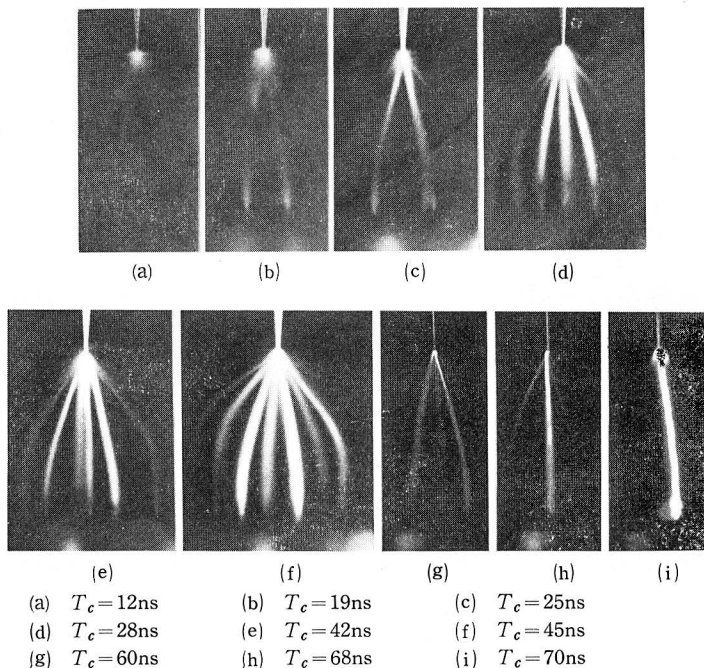 (a) (b) (c) (d)
(e) (f) (g) (h) (i)
(a) T_c=12ns (b) T_c=19ns (c) T_c=25ns
(d) T_c=28ns (e) T_c=42ns (f) T_c=45ns
(g) T_c=60ns (h) T_c=68ns (i) T_c=70ns